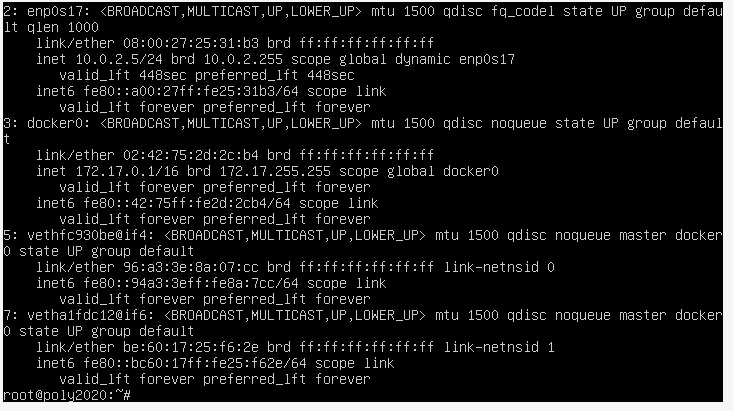 2: enp0s17: <BROADCAST,MULTICAST,UP,LOWER_UP> mtu 1500 qdisc fq_codel state UP group defau
lt qlen 1000
    link/ether 08:00:27:25:31:b3 brd ff:ff:ff:ff:ff:ff
    inet 10.0.2.5/24 brd 10.0.2.255 scope global dynamic enp0s17
       valid_lft 448sec preferred_lft 448sec
    inet6 fe80::a00:27ff:fe25:31b3/64 scope link
       valid_lft forever preferred_lft forever
3: docker0: <BROADCAST,MULTICAST,UP,LOWER_UP> mtu 1500 qdisc noqueue state UP group defaul
t
    link/ether 02:42:75:2d:2c:b4 brd ff:ff:ff:ff:ff:ff
    inet 172.17.0.1/16 brd 172.17.255.255 scope global docker0
       valid_lft forever preferred_lft forever
    inet6 fe80::42:75ff:fe2d:2cb4/64 scope link
       valid_lft forever preferred_lft forever
5: vethfc930be@if4: <BROADCAST,MULTICAST,UP,LOWER_UP> mtu 1500 qdisc noqueue master docker
0 state UP group default
    link/ether 96:a3:3e:8a:07:cc brd ff:ff:ff:ff:ff:ff link-netnsid 0
    inet6 fe80::94a3:3eff:fe8a:7cc/64 scope link
       valid_lft forever preferred_lft forever
7: vetha1fdc12@if6: <BROADCAST,MULTICAST,UP,LOWER_UP> mtu 1500 qdisc noqueue master docker
0 state UP group default
    link/ether be:60:17:25:f6:2e brd ff:ff:ff:ff:ff:ff link-netnsid 1
    inet6 fe80::bc60:17ff:fe25:f62e/64 scope link
       valid_lft forever preferred_lft forever
root@poly2020:~#